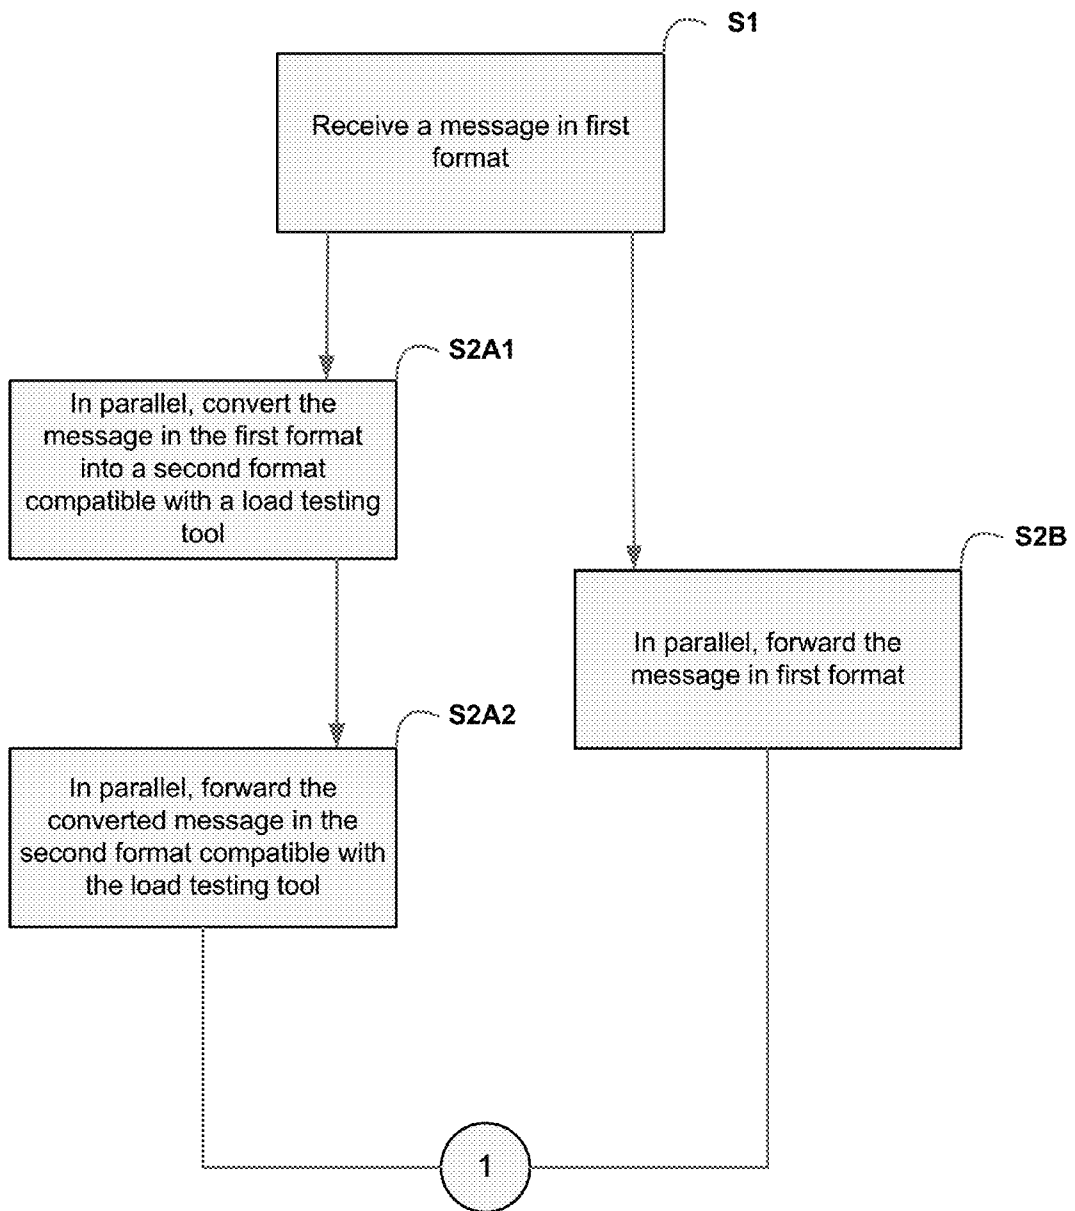 S1
Receive a message in first
format
S2A1
In parallel, convert the
message in the first format
into a second format
compatible with a load testing
tool
S2B
In parallel, forward the
message in first format
S2A2
In parallel, forward the
converted message in the
second format compatible with
the load testing tool
1